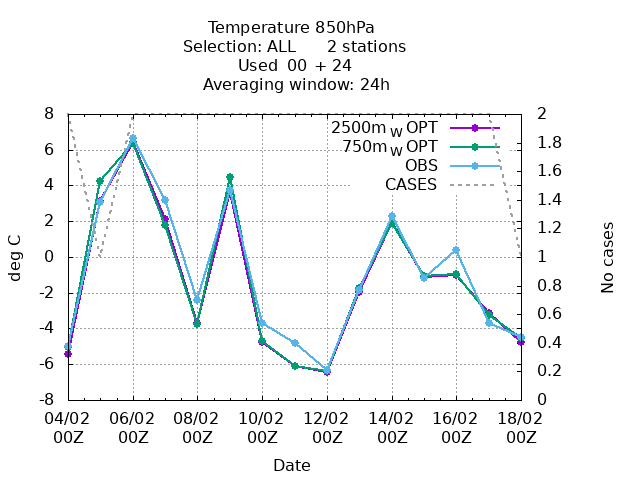 Temperature 850hPa
Selection: ALL 2 stations
Used 00 + 24
Averaging window: 24h
2500m W OPT
750m W OPT
OBS
CASES
8
6
4
2
0
-2
-4
-6
-8
deg C
2
1.8
1.6
1.4
1.2
1
0.8
0.6
0.4
0.2
0
No cases
04/02 06/02 08/02 10/02 12/02 14/02 16/02 18/02
00Z 00Z 00Z 00Z 00Z 00Z 00Z 00Z
Date